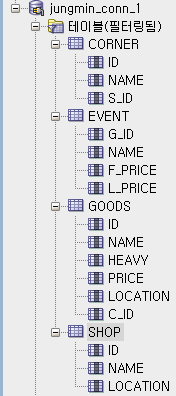 jungmin_conn_1
테이블(필터링됨)
CORNER
ID
NAME
S_ID
EVENT
G_ID
NAME
F_PRICE
L_PRICE
GOODS
ID
NAME
HEAVY
PRICE
LOCATION
C_ID
SHOP
ID
NAME
LOCATION